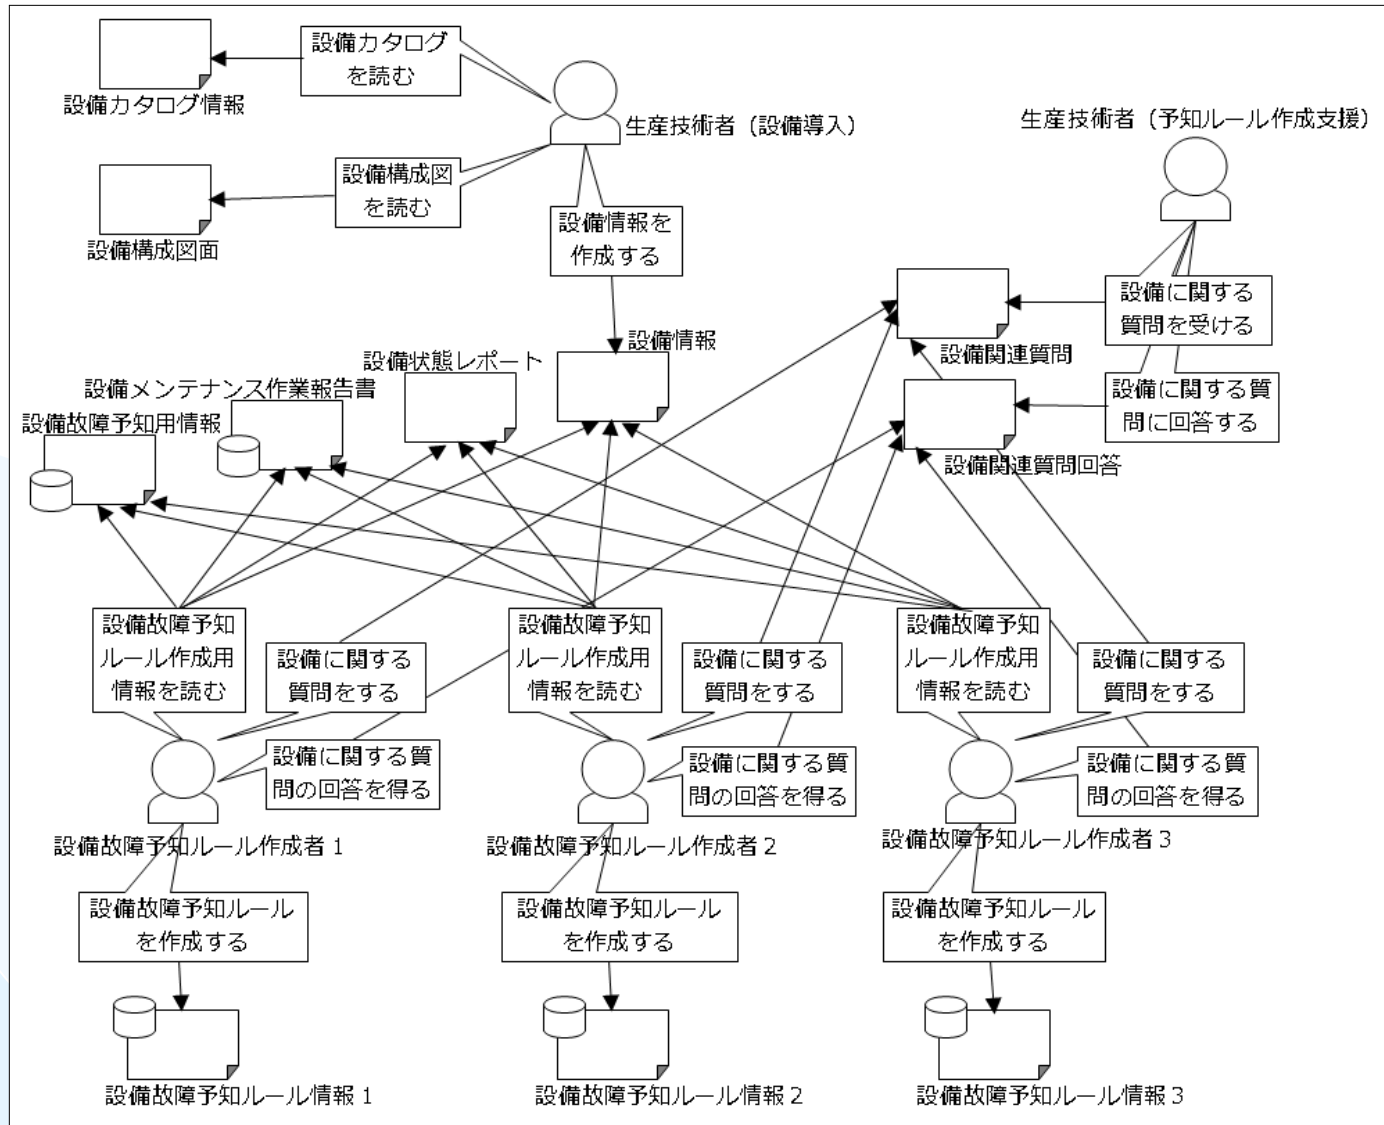 設備カタログ
を読む
設備カタログ情報
生産技術者（設備導入）
生産技術者（予知ルール作成支援）
設備構成図
を読む
設備構成図面
設備情報を
作成する
設備に関する
質問を受ける
設備関連質問
設備情報
設備状態レポート
設備メンテナンス作業報告書
設備故障予知用情報
設備に関する質
問に回答する
設備関連質問回答
設備故障予知
ルール作成用
情報を読む
設備に関する
質問をする
設備に関する質
問の回答を得る
設備故障予知ルール作成者１
設備故障予知
ルール作成用
情報を読む
設備に関する
質問をする
設備に関する質
問の回答を得る
設備故障予知ルール作成者２
設備故障予知
ルール作成用
情報を読む
設備に関する
質問をする
設備に関する質
問の回答を得る
設備故障予知ルール作成者３
設備故障予知ルール
を作成する
設備故障予知ルール
を作成する
設備故障予知ルール
を作成する
設備故障予知ルール情報１
設備故障予知ルール情報２
設備故障予知ルール情報３